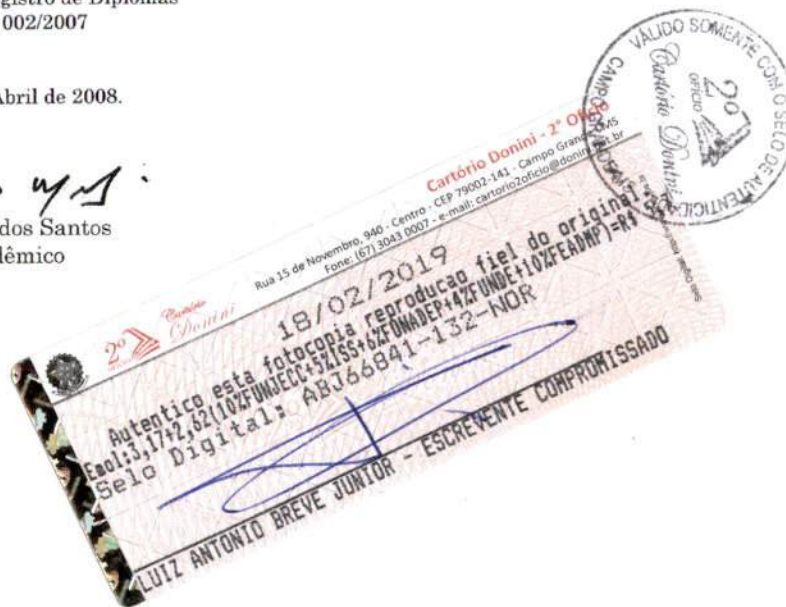 gistro de Diplomas
002/2007
Abril de 2008.
dos Santos
dêmico
VÁLIDO SOMENTE COM O SELO DE AUTENTICIDADE
2º
OFÍCIO
Cartório Donini
CAMPO GRANDE
Cartório Donini - 2° Ofício
Rua 15 de Novembro, 940 - Centro - CEP 79002-141 - Campo Grande/MS
Fone: (67) 3043 0007 - e-mail: cartorio2oficio@donini.net.br
2º
Cartório
Donini
18/02/2019
Autentico esta fotocopia reproducao fiel do original.
Emol:3,17+2,62(10%FUNJECC+5%ISS+6%FUNADEP+4%FUNDE+10%FEADMP)=R$
Selo Digital: ABJ66841-132-NOR
LUIZ ANTONIO BREVE JUNIOR - ESCREVENTE COMPROMISSADO